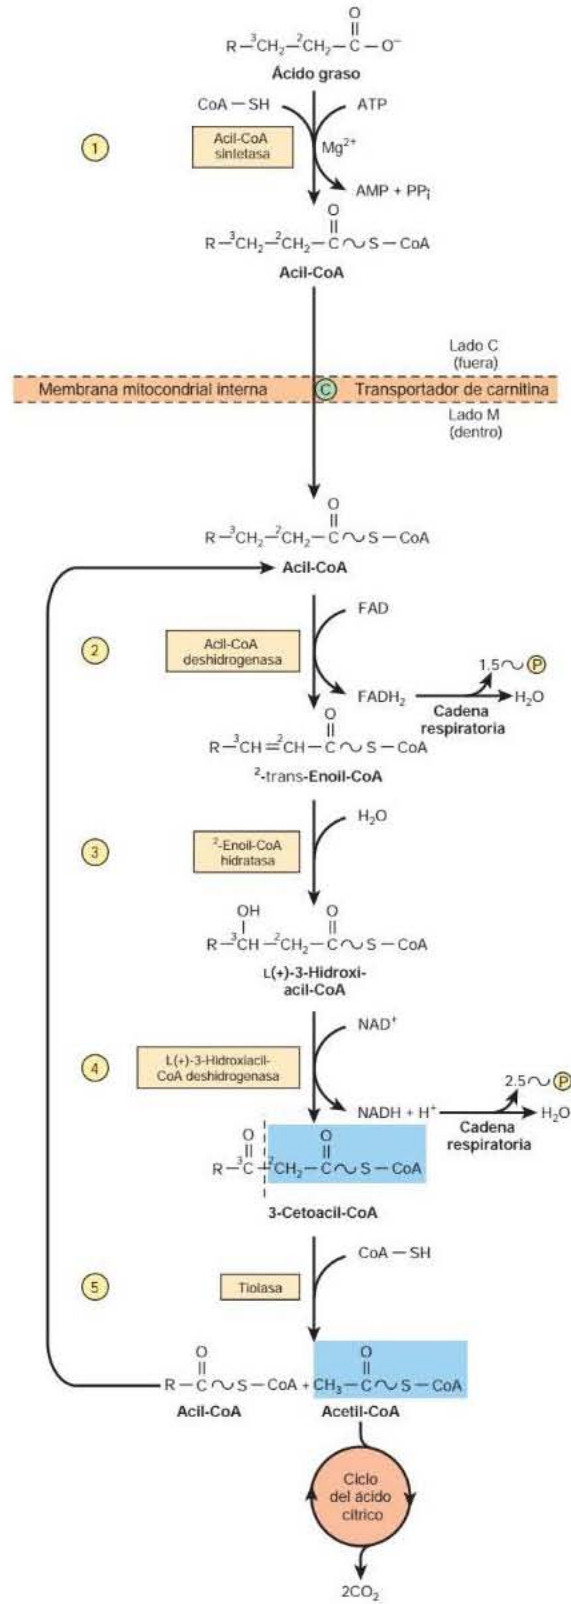 O
||
R—³CH₂—²CH₂—C—O⁻
Ácido graso
CoA—SH
ATP
1
Acil-CoA
sintetasa
Mg²⁺
AMP + PPi
O
||
R—³CH₂—²CH₂—C~S—CoA
Acil-CoA
Lado C
(fuera)
Membrana mitocondrial interna
C
Transportador de carnitina
Lado M
(dentro)
O
||
R—³CH₂—²CH₂—C~S—CoA
Acil-CoA
FAD
2
Acil-CoA
deshidrogenasa
1.5~P
FADH₂
H₂O
Cadena
respiratoria
O
||
R—³CH=²CH—C~S—CoA
²-trans-Enoil-CoA
H₂O
3
²-Enoil-CoA
hidratasa
OH
O
||
R—³CH—²CH₂—C~S—CoA
L(+)-3-Hidroxi-
acil-CoA
NAD⁺
4
L(+)-3-Hidroxiacil-
CoA deshidrogenasa
2.5~P
NADH + H⁺
H₂O
Cadena
respiratoria
O
O
||
||
R—³C—²CH₂—C~S—CoA
3-Cetoacil-CoA
CoA—SH
5
Tiolasa
O
O
||
||
R—C~S—CoA + CH₃—C~S—CoA
Acil-CoA
Acetil-CoA
Ciclo
del ácido
cítrico
2CO₂